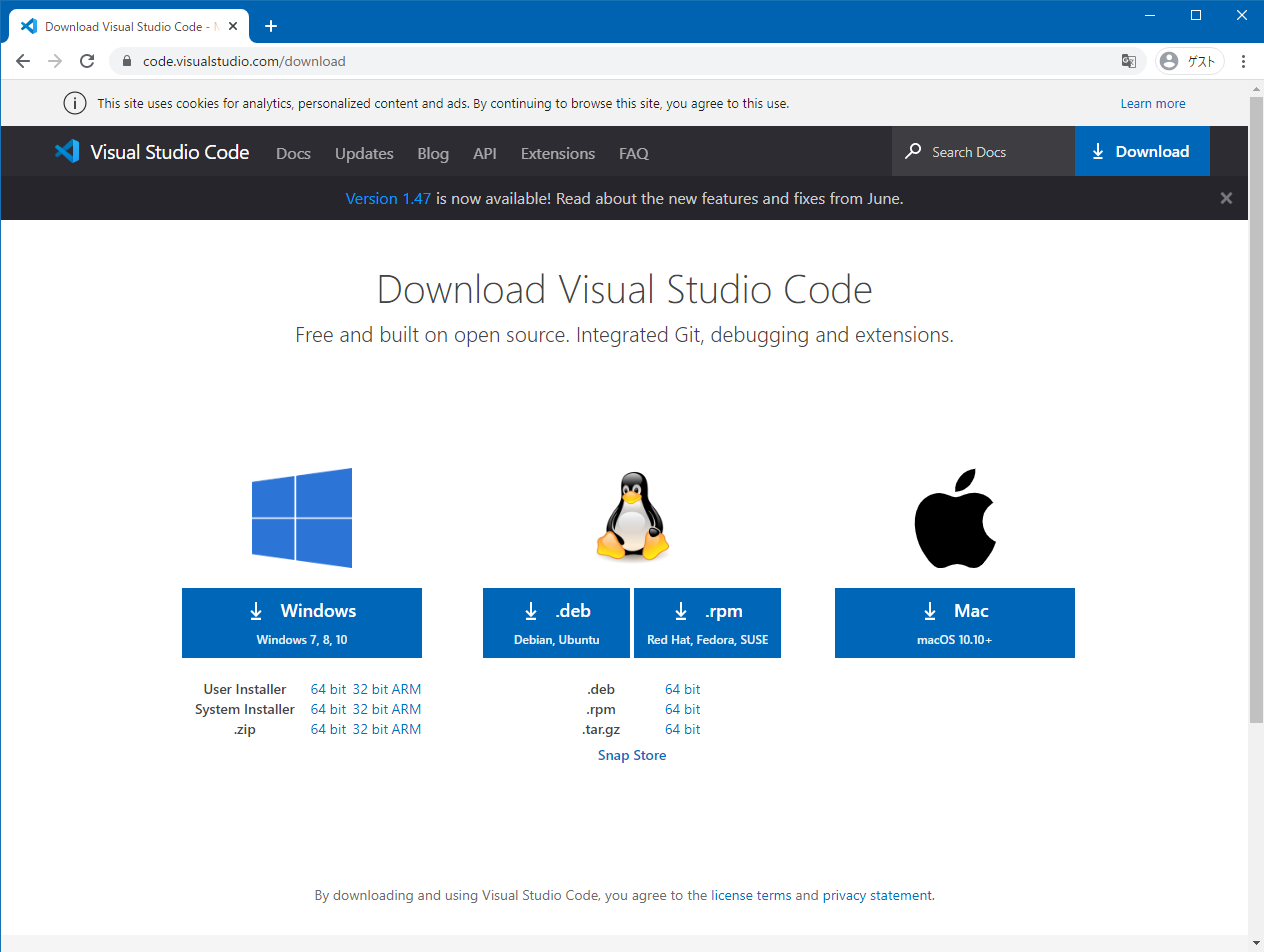 Download Visual Studio Code -
code.visualstudio.com/download
ゲスト
This site uses cookies for analytics, personalized content and ads. By continuing to browse this site, you agree to this use.
Learn more
Visual Studio Code
Docs Updates Blog API Extensions FAQ
Search Docs
Download
Version 1.47 is now available! Read about the new features and fixes from June.
Download Visual Studio Code
Free and built on open source. Integrated Git, debugging and extensions.
Windows
Windows 7, 8, 10
.deb
Debian, Ubuntu
.rpm
Red Hat, Fedora, SUSE
Mac
macOS 10.10+
User Installer 64 bit 32 bit ARM
System Installer 64 bit 32 bit ARM
.zip 64 bit 32 bit ARM
.deb 64 bit
.rpm 64 bit
.tar.gz 64 bit
Snap Store
By downloading and using Visual Studio Code, you agree to the license terms and privacy statement.